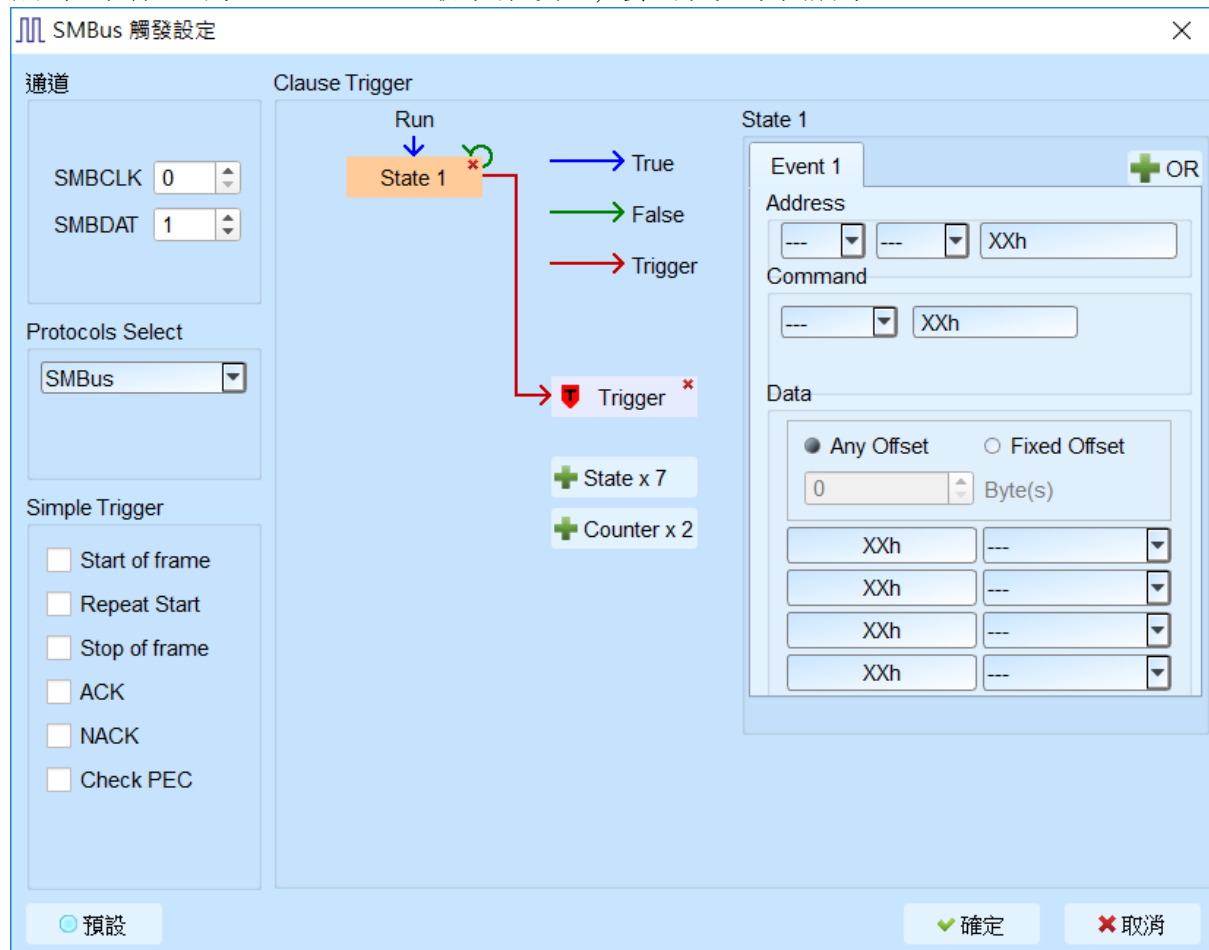 SMBus 觸發設定
通道
SMBCLK 0
SMBDAT 1
Protocols Select
SMBus
Simple Trigger
Start of frame
Repeat Start
Stop of frame
ACK
NACK
Check PEC
Clause Trigger
Run
State 1
True
False
Trigger
T Trigger
State x 7
Counter x 2
State 1
Event 1
OR
Address
--- --- XXh
Command
--- XXh
Data
Any Offset Fixed Offset
0 Byte(s)
XXh ---
XXh ---
XXh ---
XXh ---
預設
確定
取消